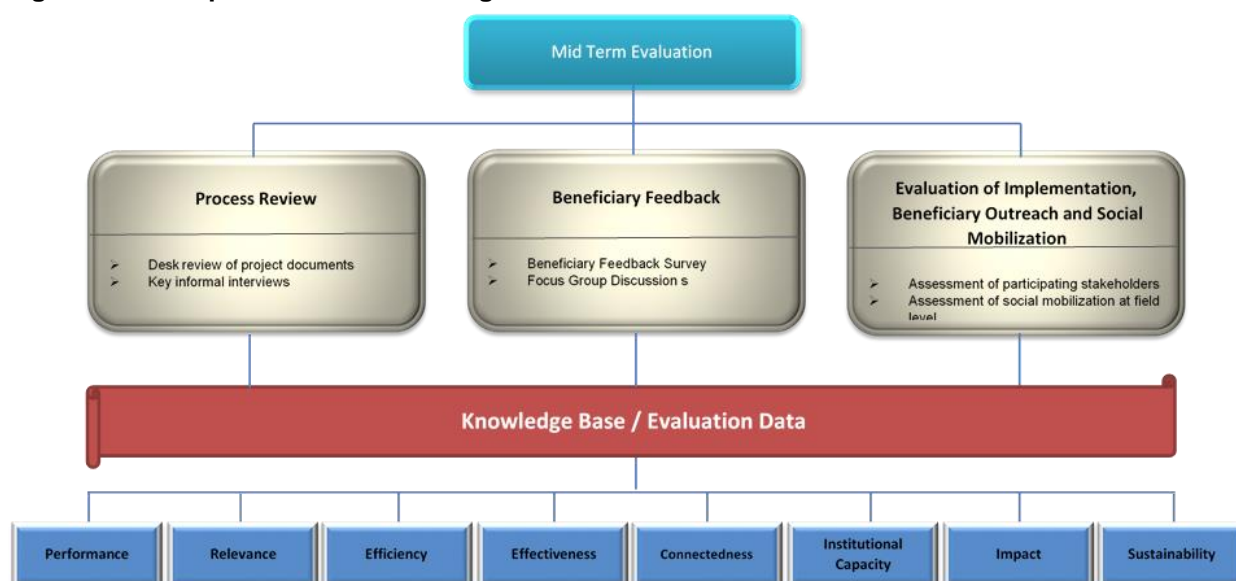 Mid Term Evaluation
Process Review
➢ Desk review of project documents
➢ Key informal interviews
Beneficiary Feedback
➢ Beneficiary Feedback Survey
➢ Focus Group Discussion s
Evaluation of Implementation,
Beneficiary Outreach and Social
Mobilization
➢ Assessment of participating stakeholders
➢ Assessment of social mobilization at field
level
Knowledge Base / Evaluation Data
Performance
Relevance
Efficiency
Effectiveness
Connectedness
Institutional
Capacity
Impact
Sustainability